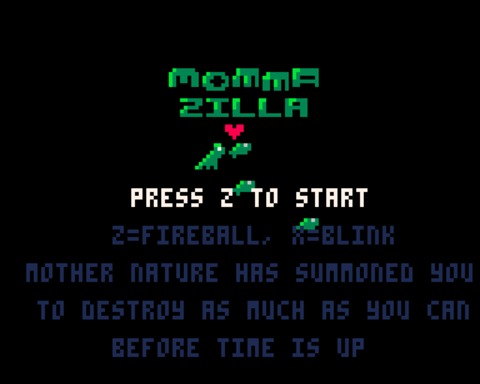 MOMMA
ZILLA
PRESS Z TO START
Z=FIREBALL, X=BLINK
MOTHER NATURE HAS SUMMONED YOU
TO DESTROY AS MUCH AS YOU CAN
BEFORE TIME IS UP